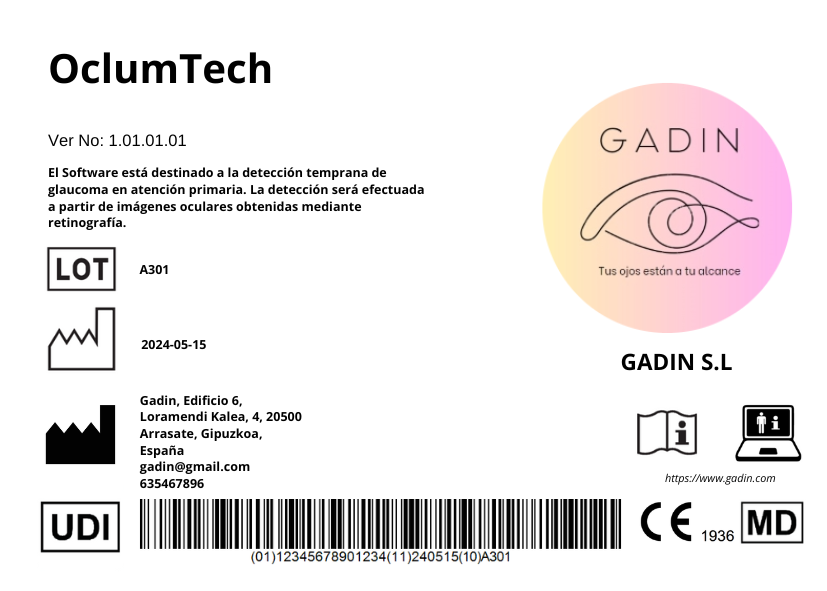 OclumTech
Ver No: 1.01.01.01
El Software está destinado a la detección temprana de
glaucoma en atención primaria. La detección será efectuada
a partir de imágenes oculares obtenidas mediante
retinografía.
LOT
A301
2024-05-15
Gadin, Edificio 6,
Loramendi Kalea, 4, 20500
Arrasate, Gipuzkoa,
España
gadin@gmail.com
635467896
GADIN
Tus ojos están a tu alcance
GADIN S.L
i
i
https://www.gadin.com
UDI
(01)12345678901234(11)240515(10)A301
CE 1936
MD